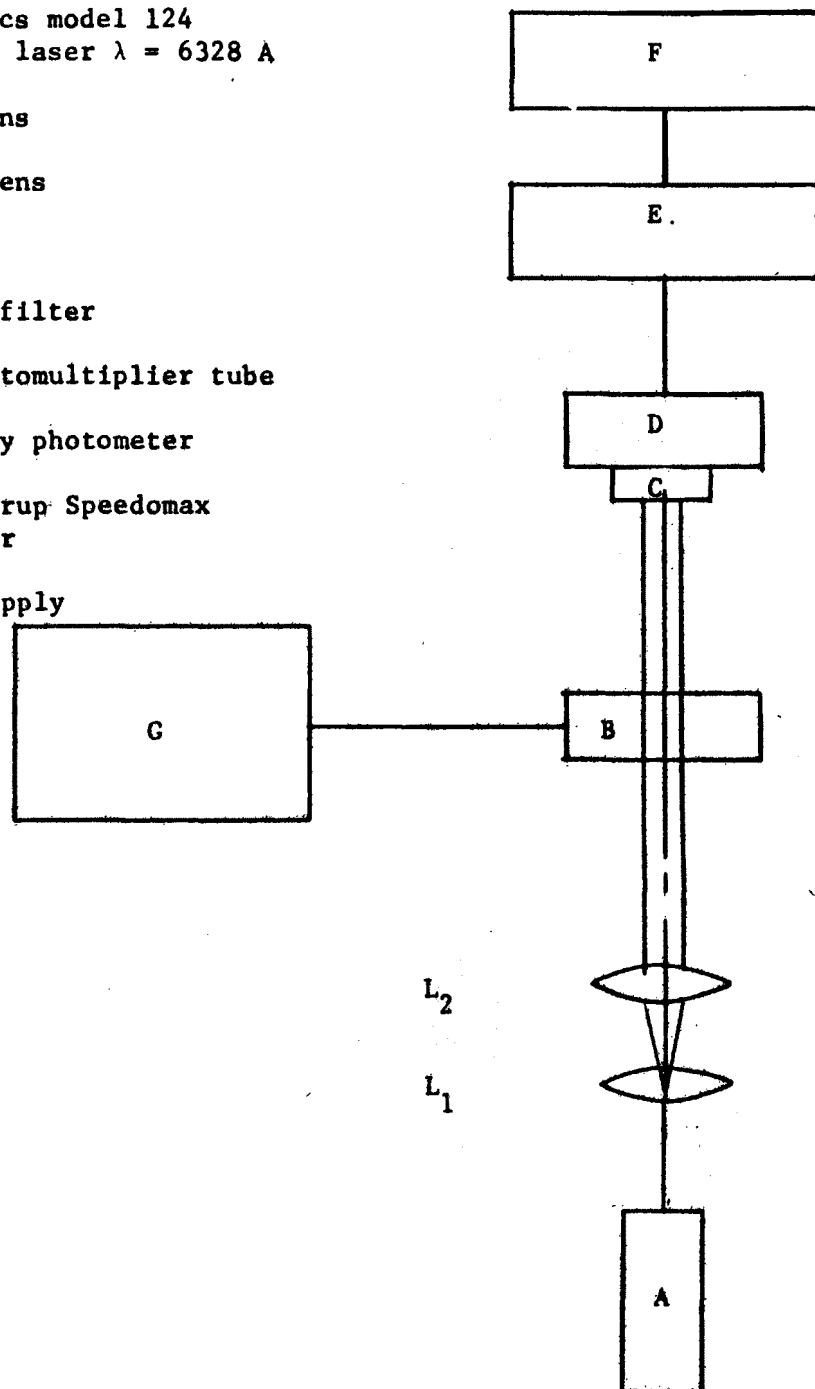 cs model 124
laser λ = 6328 A
ns
ens
filter
tomultiplier tube
y photometer
rup Speedomax
r
pply
F
E.
D
C
G
B
L2
L1
A